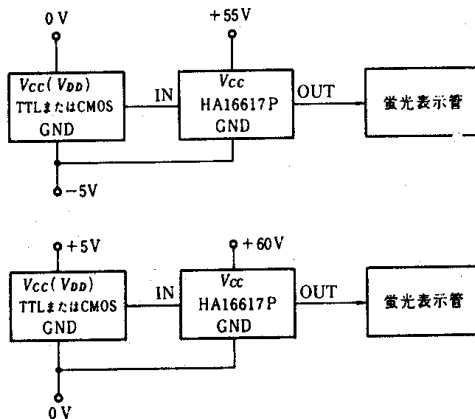 0V
+55V
VCC(VDD)
TTLまたはCMOS
GND
IN
VCC
HA16617P
GND
OUT
蛍光表示管
−5V
+5V
+60V
VCC(VDD)
TTLまたはCMOS
GND
IN
VCC
HA16617P
GND
OUT
蛍光表示管
0V